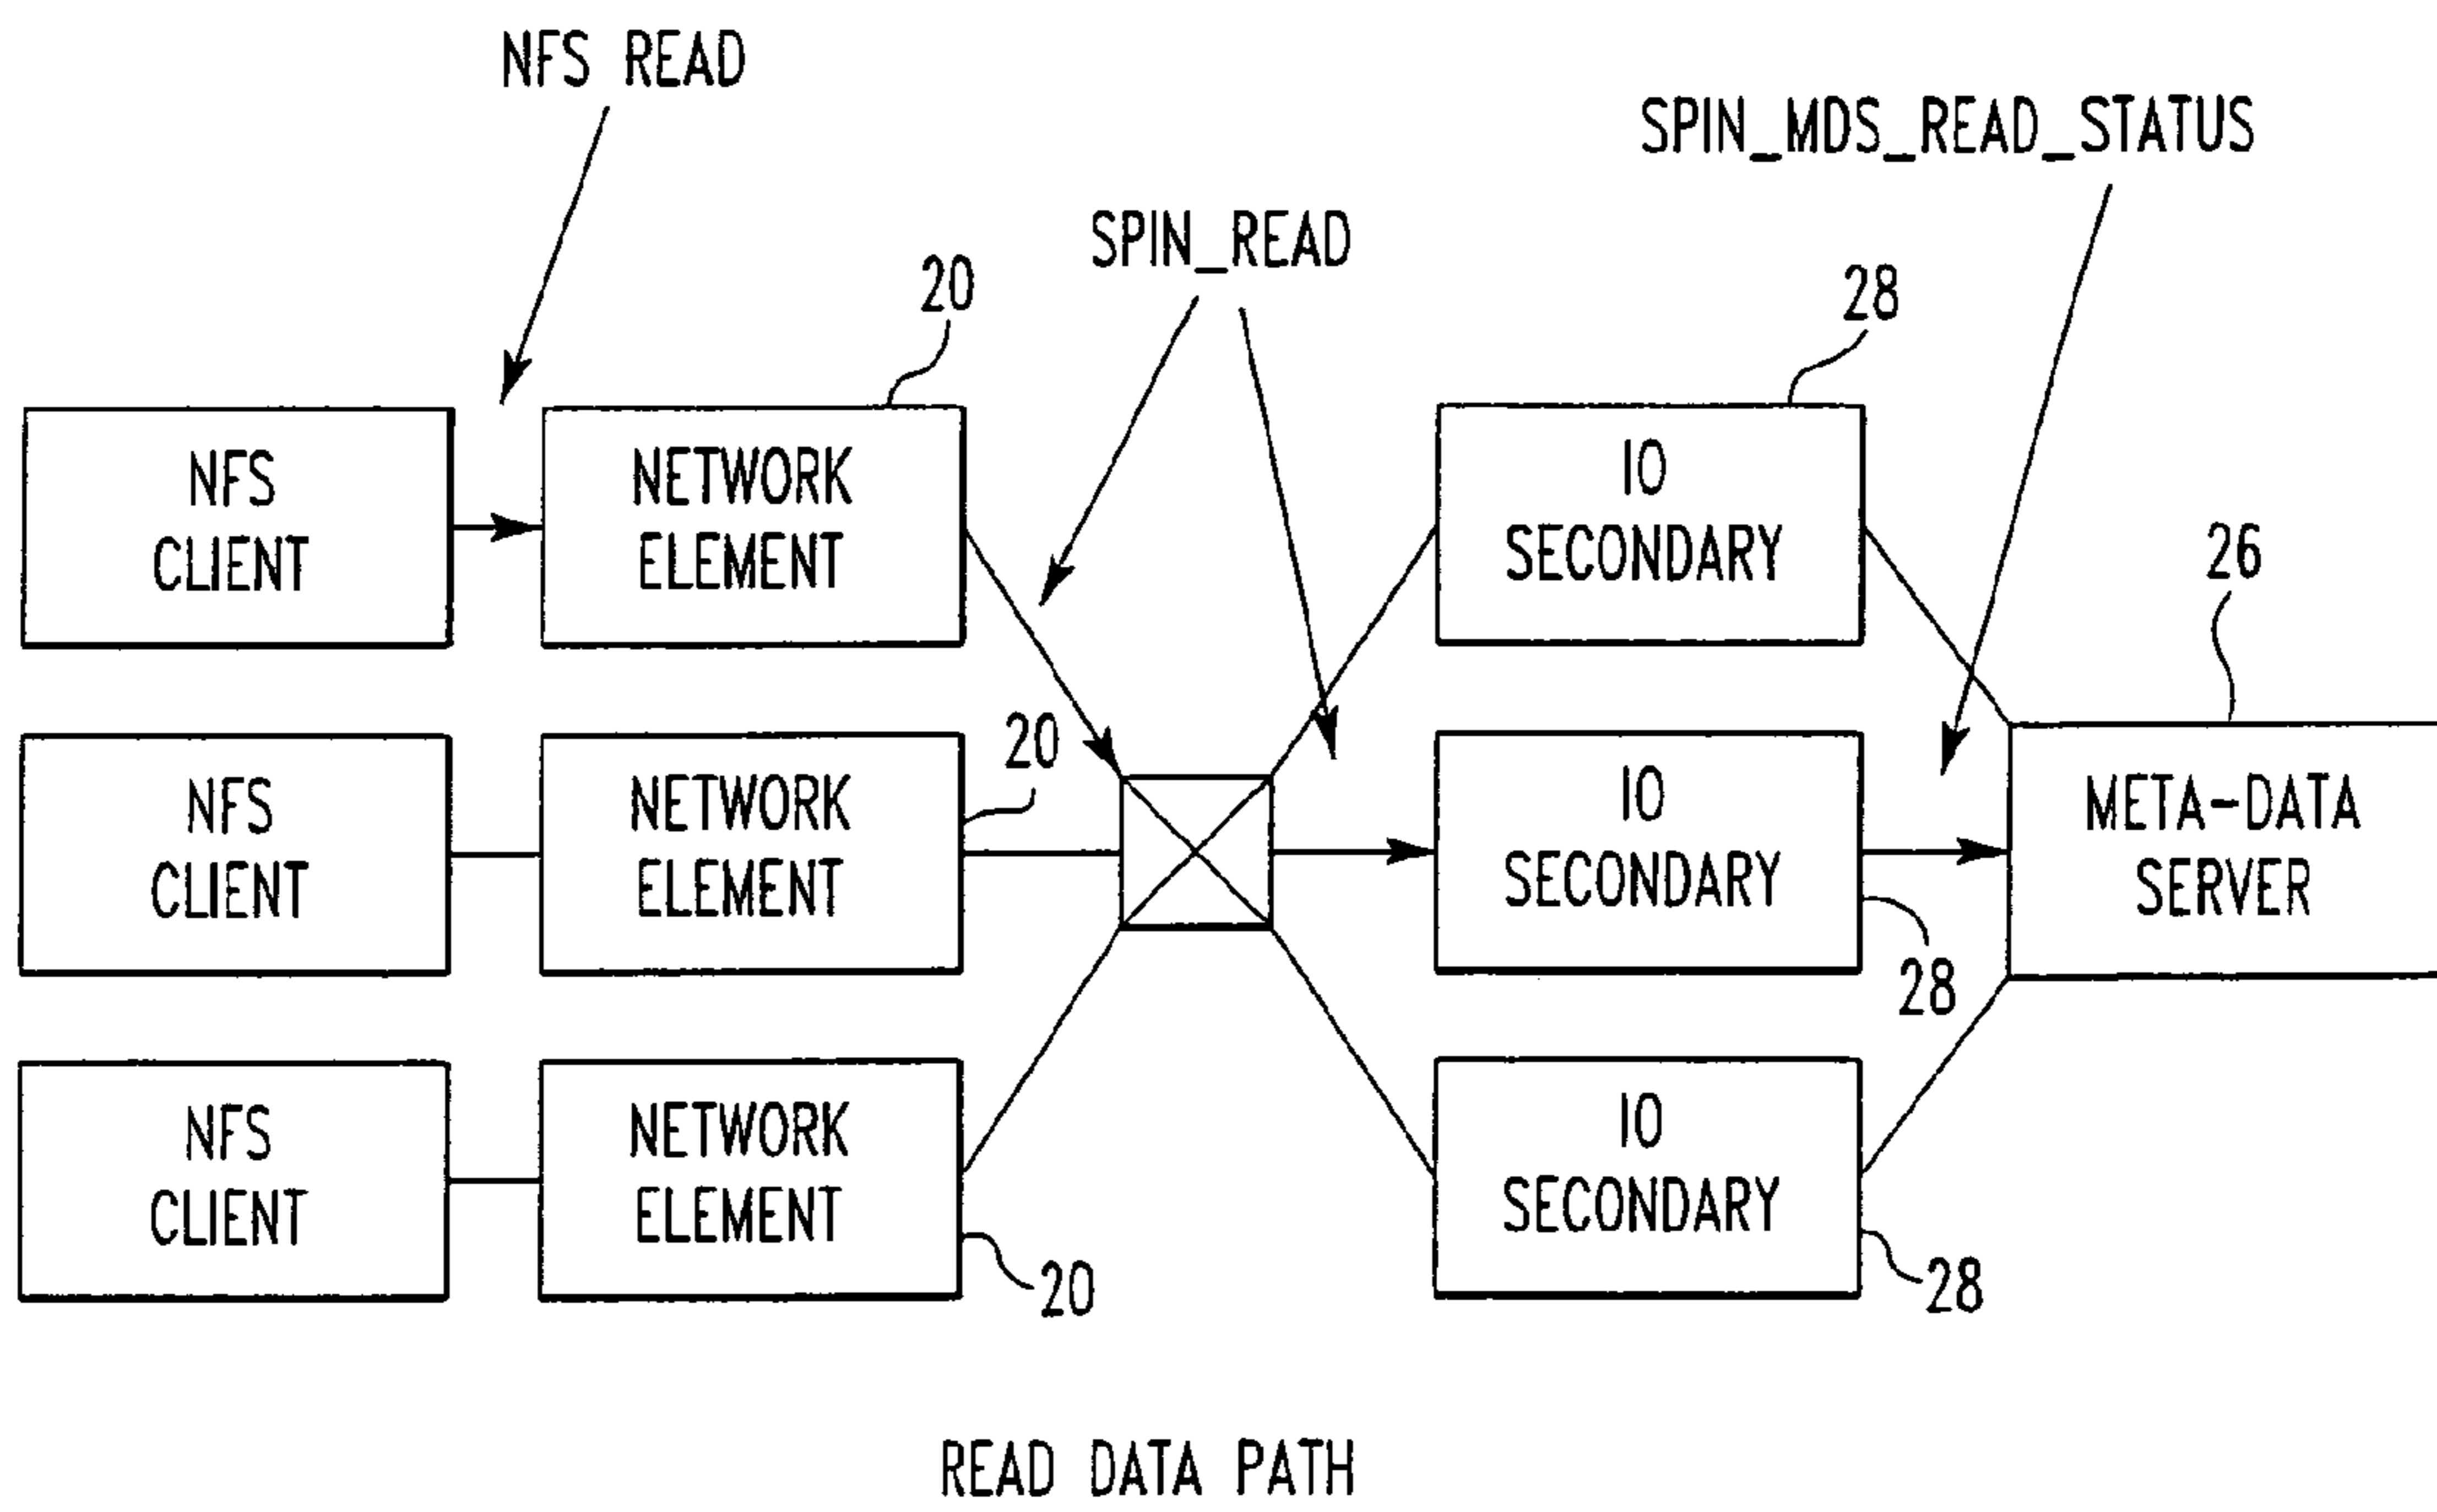 NFS READ
SPIN_MDS_READ_STATUS
SPIN_READ
20
28
NFS
CLIENT
NETWORK
ELEMENT
IO
SECONDARY
26
20
NFS
CLIENT
NETWORK
ELEMENT
IO
SECONDARY
META-DATA
SERVER
28
NFS
CLIENT
NETWORK
ELEMENT
IO
SECONDARY
20
28
READ DATA PATH